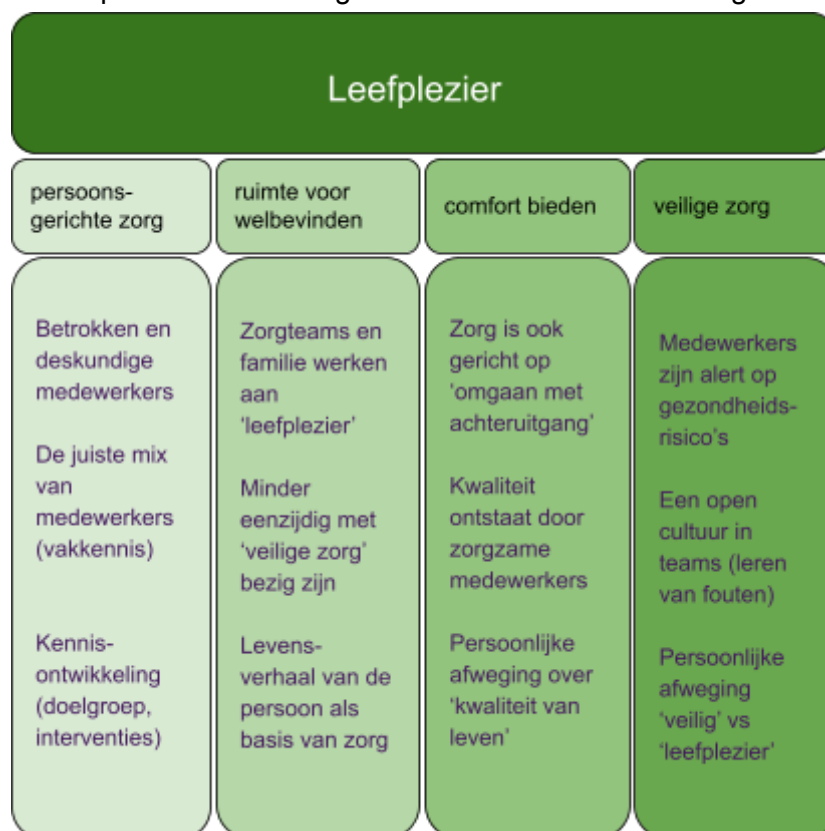 Leefplezier
persoons-
gerichte zorg
ruimte voor
welbevinden
comfort bieden
veilige zorg
Betrokken en
deskundige
medewerkers
De juiste mix
van
medewerkers
(vakkennis)
Kennis-
ontwikkeling
(doelgroep,
interventies)
Zorgteams en
familie werken
aan
‘leefplezier’
Minder
eenzijdig met
‘veilige zorg’
bezig zijn
Levens-
verhaal van de
persoon als
basis van zorg
Zorg is ook
gericht op
‘omgaan met
achteruitgang’
Kwaliteit
ontstaat door
zorgzame
medewerkers
Persoonlijke
afweging over
‘kwaliteit van
leven’
Medewerkers
zijn alert op
gezondheids-
risico’s
Een open
cultuur in
teams (leren
van fouten)
Persoonlijke
afweging
‘veilig’ vs
‘leefplezier’